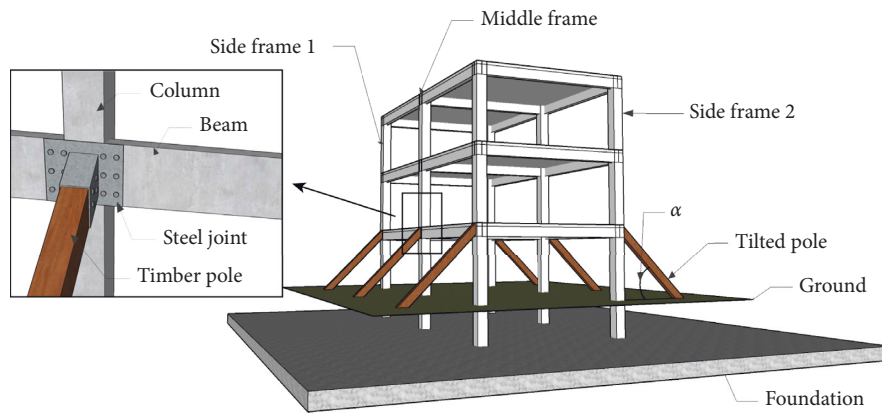 Middle frame
Side frame 1
Column
Beam
Side frame 2
α
Steel joint
Tilted pole
Timber pole
Ground
Foundation